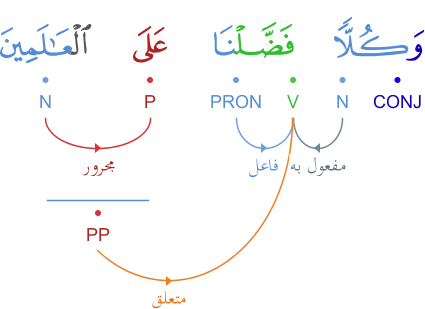 وَكُلًّا فَضَّلْنَا عَلَى ٱلْعَـٰلَمِينَ
CONJ N V PRON P N
مفعول به فاعل مجرور
PP
متعلق